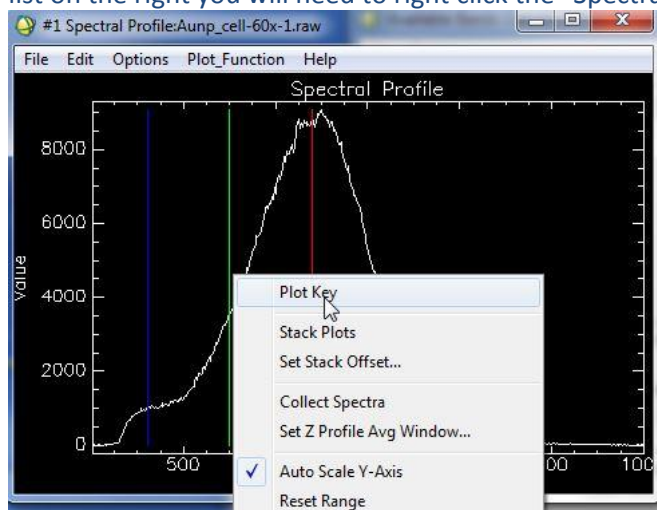 list on the right you will need to right click the "Spectra
#1 Spectral Profile:Aunp_cell-60x-1.raw
File Edit Options Plot_Function Help
Spectral Profile
8000
6000
Value
4000
2000
0
500
00
100
Plot Key
Stack Plots
Set Stack Offset...
Collect Spectra
Set Z Profile Avg Window...
Auto Scale Y-Axis
Reset Range